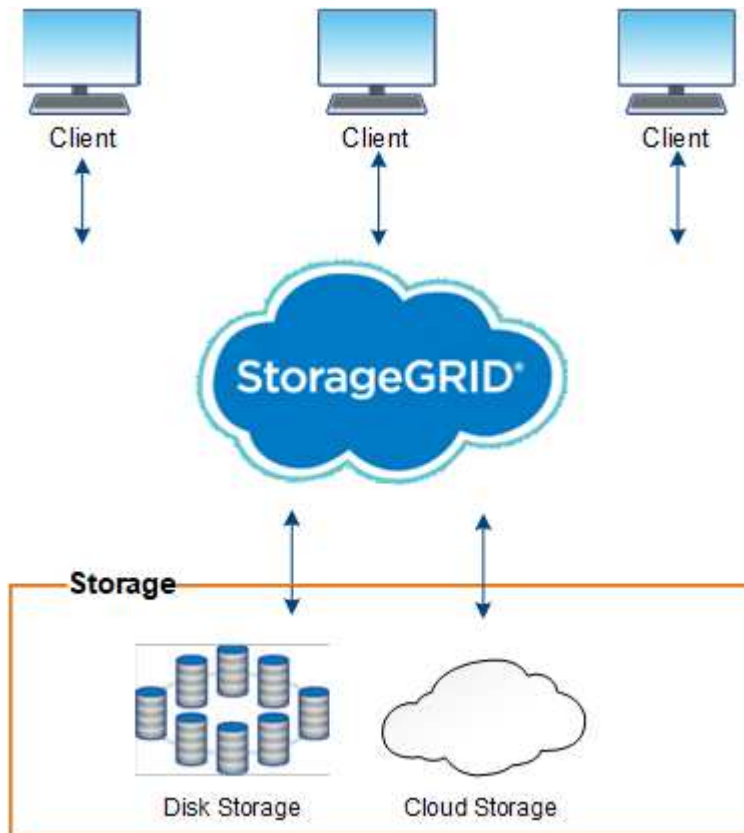 Client
Client
Client
StorageGRID®
Storage
Disk Storage
Cloud Storage